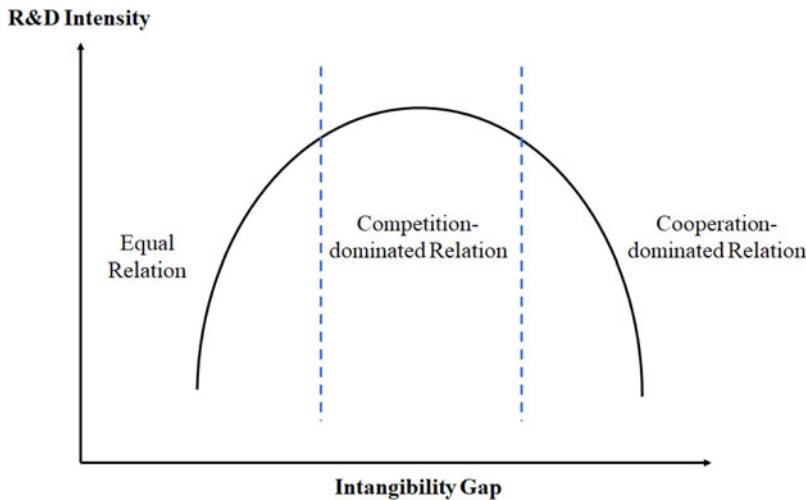 R&D Intensity
Equal
Relation
Competition-
dominated Relation
Cooperation-
dominated Relation
Intangibility Gap